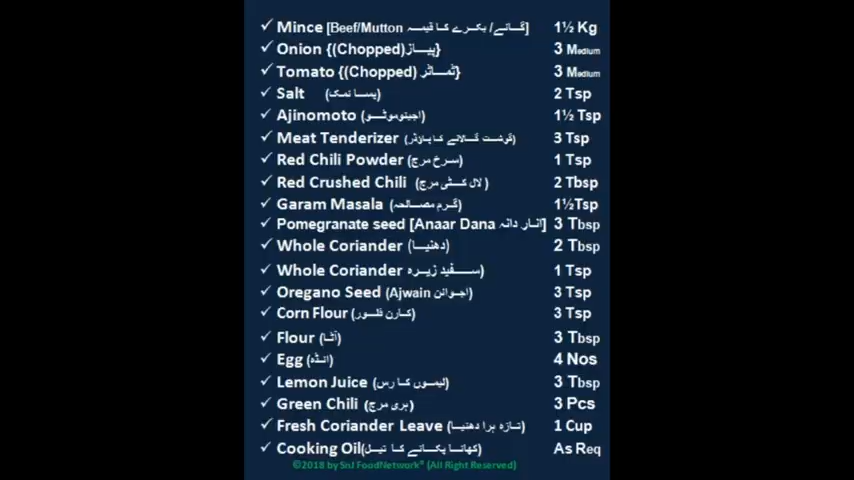 ✓ Mince [Beef/Mutton گائے/ بکرے کا قیمہ] 1½ Kg
✓ Onion {(Chopped)پیاز} 3 Medium
✓ Tomato {(Chopped) ٹماٹر} 3 Medium
✓ Salt (پسا نمک) 2 Tsp
✓ Ajinomoto (اجینوموٹو) 1½ Tsp
✓ Meat Tenderizer (گوشت گلانے کا پاؤڈر) 3 Tsp
✓ Red Chili Powder (سرخ مرچ) 1 Tsp
✓ Red Crushed Chili (لال کٹی مرچ) 2 Tbsp
✓ Garam Masala (گرم مصالحہ) 1½Tsp
✓ Pomegranate seed [Anaar Dana انار دانہ] 3 Tbsp
✓ Whole Coriander (دھنیا) 2 Tbsp
✓ Whole Coriander سفید زیرہ) 1 Tsp
✓ Oregano Seed (Ajwain اجوائن) 3 Tsp
✓ Corn Flour (کارن فلور) 3 Tsp
✓ Flour (آٹا) 3 Tbsp
✓ Egg (انڈہ) 4 Nos
✓ Lemon Juice (لیموں کا رس) 3 Tbsp
✓ Green Chili (ہری مرچ) 3 Pcs
✓ Fresh Coriander Leave (تازہ ہرا دھنیا) 1 Cup
✓ Cooking Oil(کھانا پکانے کا تیل) As Req
©2018 by SnJ FoodNetwork® (All Right Reserved)